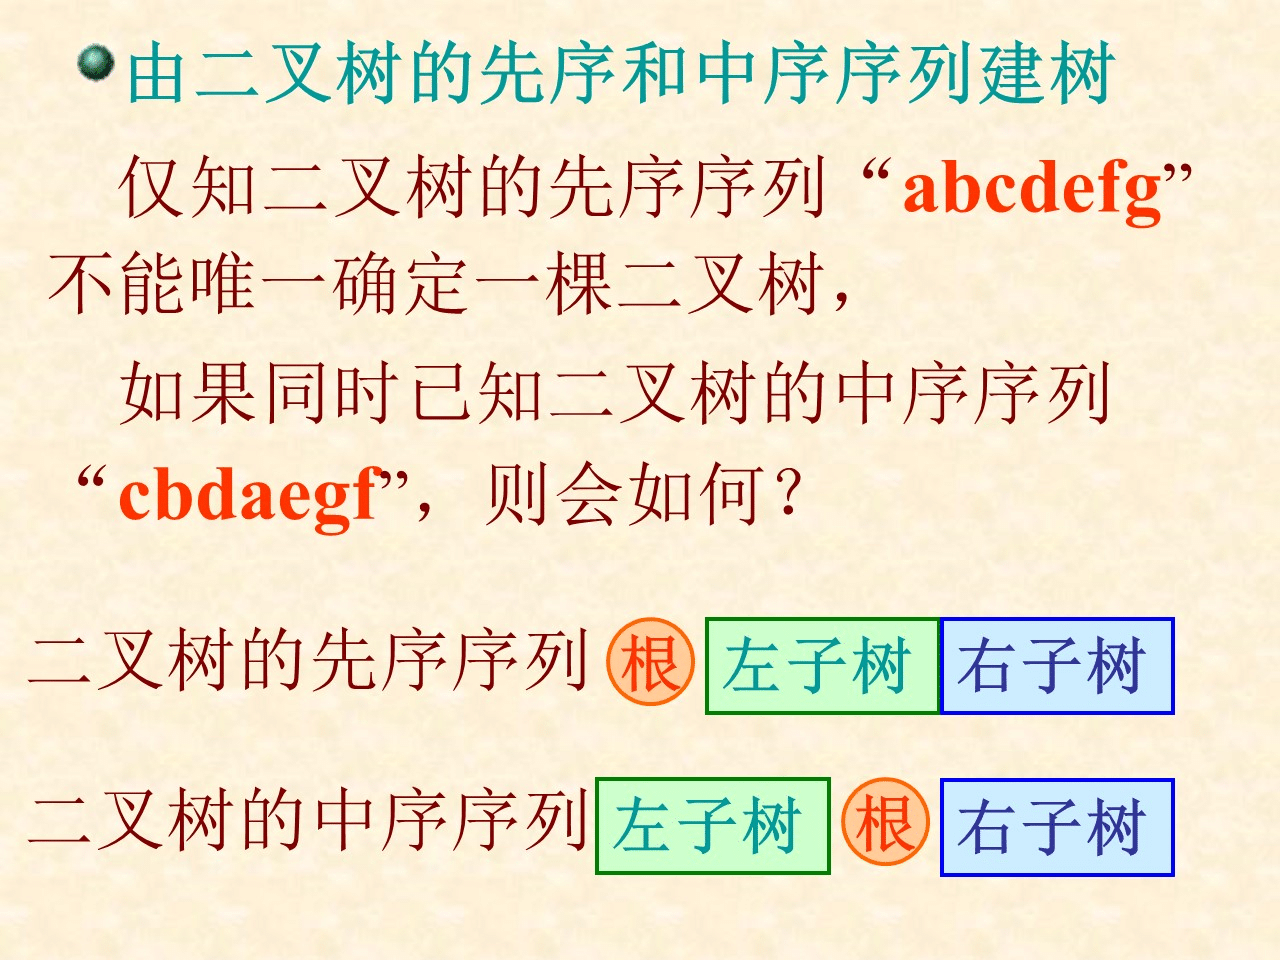 由二叉树的先序和中序序列建树
仅知二叉树的先序序列“abcdefg”
不能唯一确定一棵二叉树，
如果同时已知二叉树的中序序列
“cbdaegf”，则会如何？
二叉树的先序序列 根 左子树 右子树
二叉树的中序序列 左子树 根 右子树